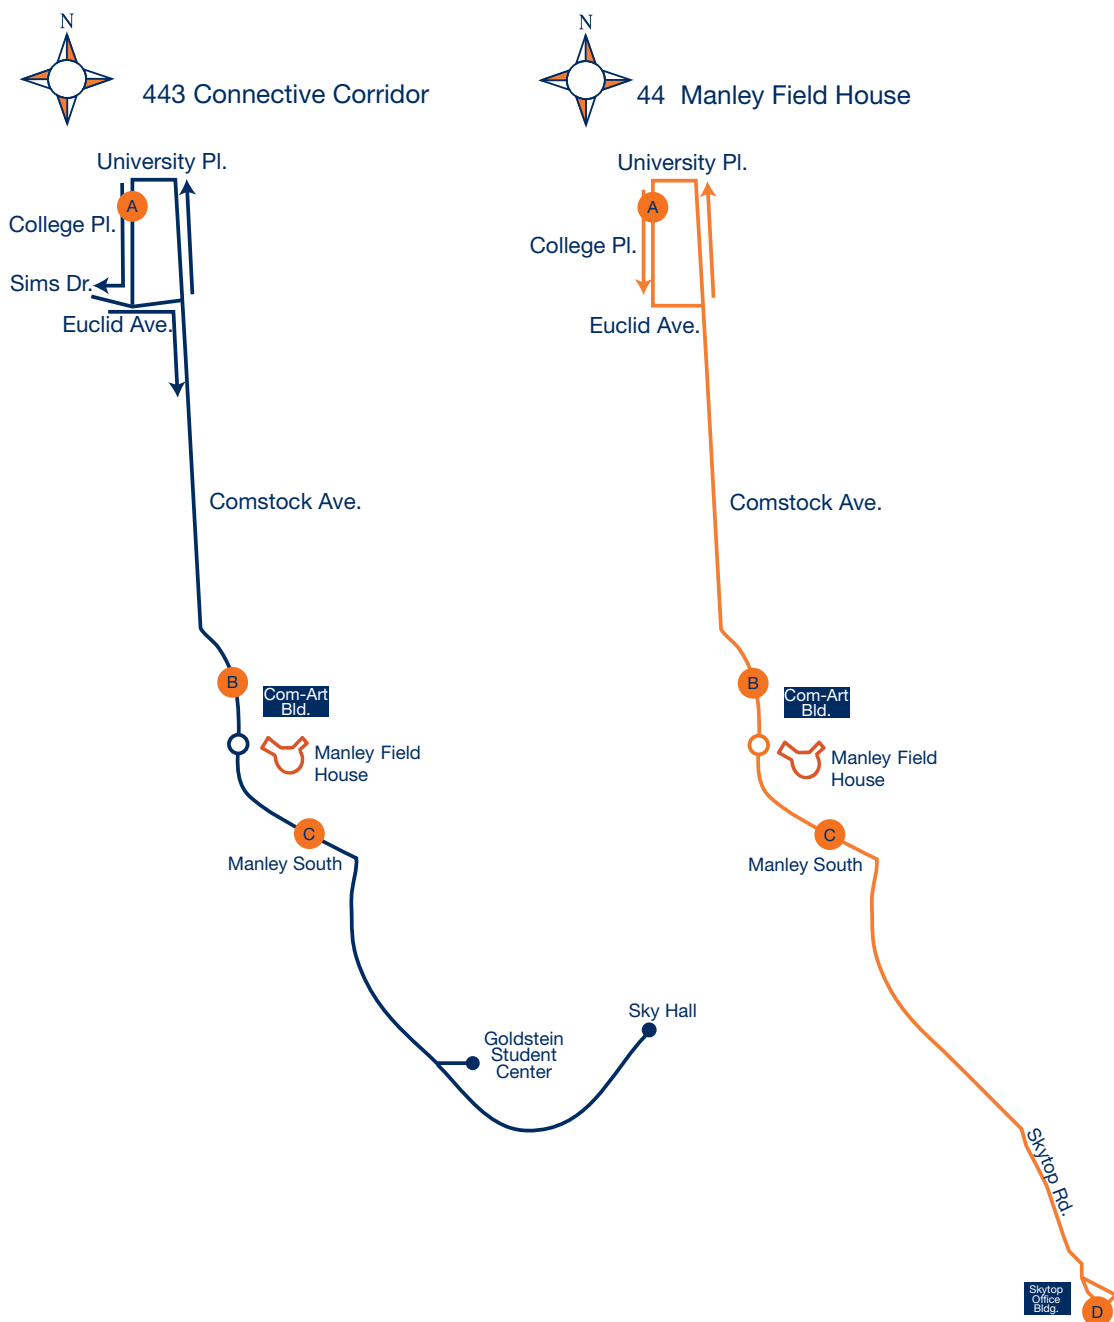 N
443 Connective Corridor
University Pl.
A
College Pl.
Sims Dr.
Euclid Ave.
Comstock Ave.
B
Com-Art
Bld.
Manley Field
House
C
Manley South
Goldstein
Student
Center
Sky Hall
N
44 Manley Field House
University Pl.
A
College Pl.
Euclid Ave.
Comstock Ave.
B
Com-Art
Bld.
Manley Field
House
C
Manley South
Skytop Rd.
Skytop
Office
Bldg.
D